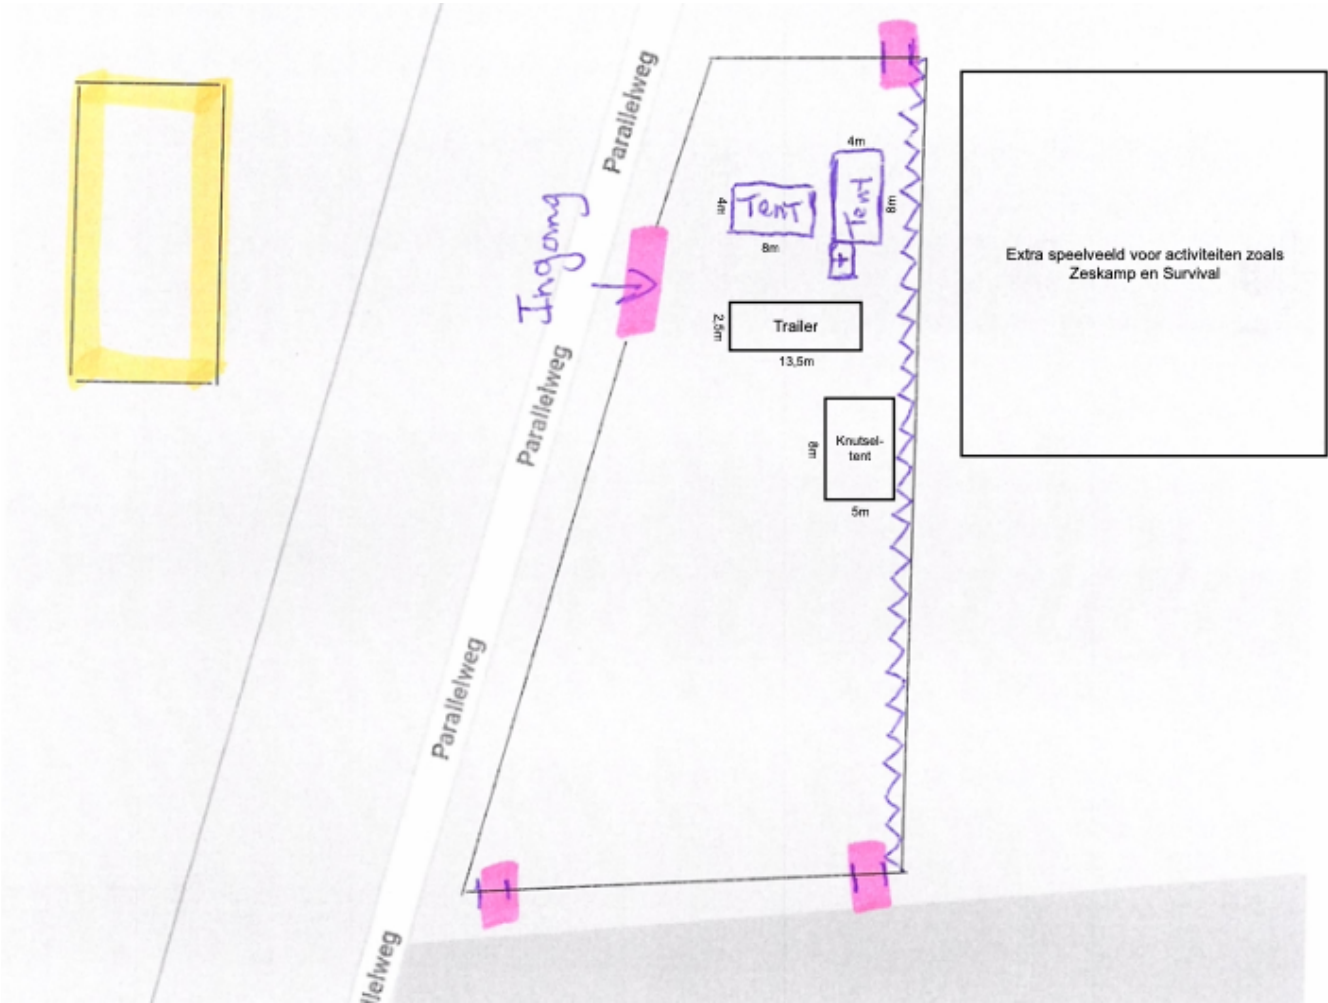 Parallelweg
Ingang
4m
Tent
8m
4m
Tent
8m
+
Extra speelveeld voor activiteiten zoals
Zeskamp en Survival
2,5m
Trailer
13,5m
Parallelweg
8m
Knutsel-
tent
5m
Parallelweg
llelweg